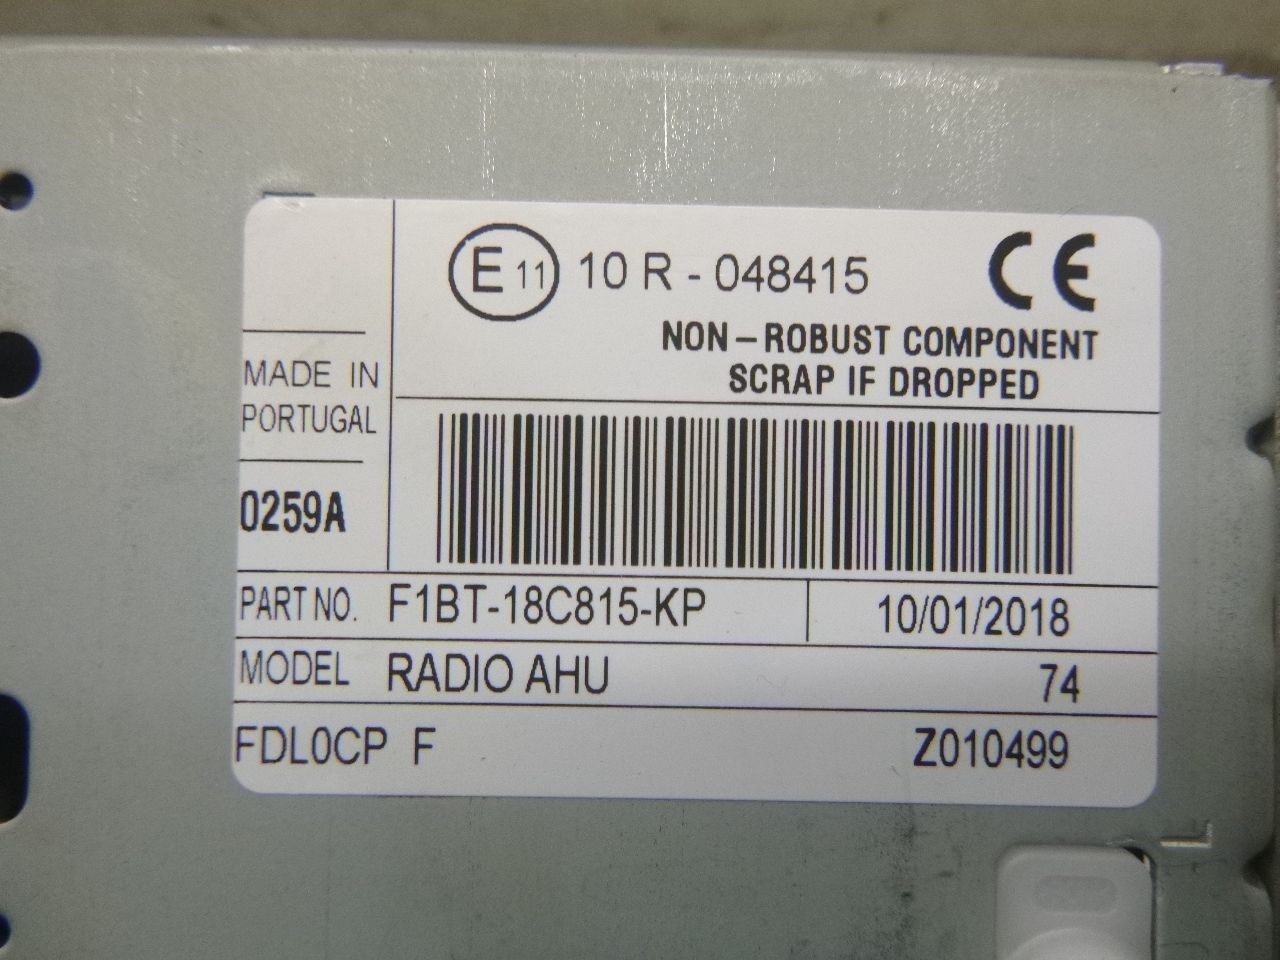 E 11 10 R - 048415 CE
NON-ROBUST COMPONENT
SCRAP IF DROPPED
MADE IN
PORTUGAL
0259A
PART NO. F1BT-18C815-KP 10/01/2018
MODEL RADIO AHU 74
FDL0CP F Z010499